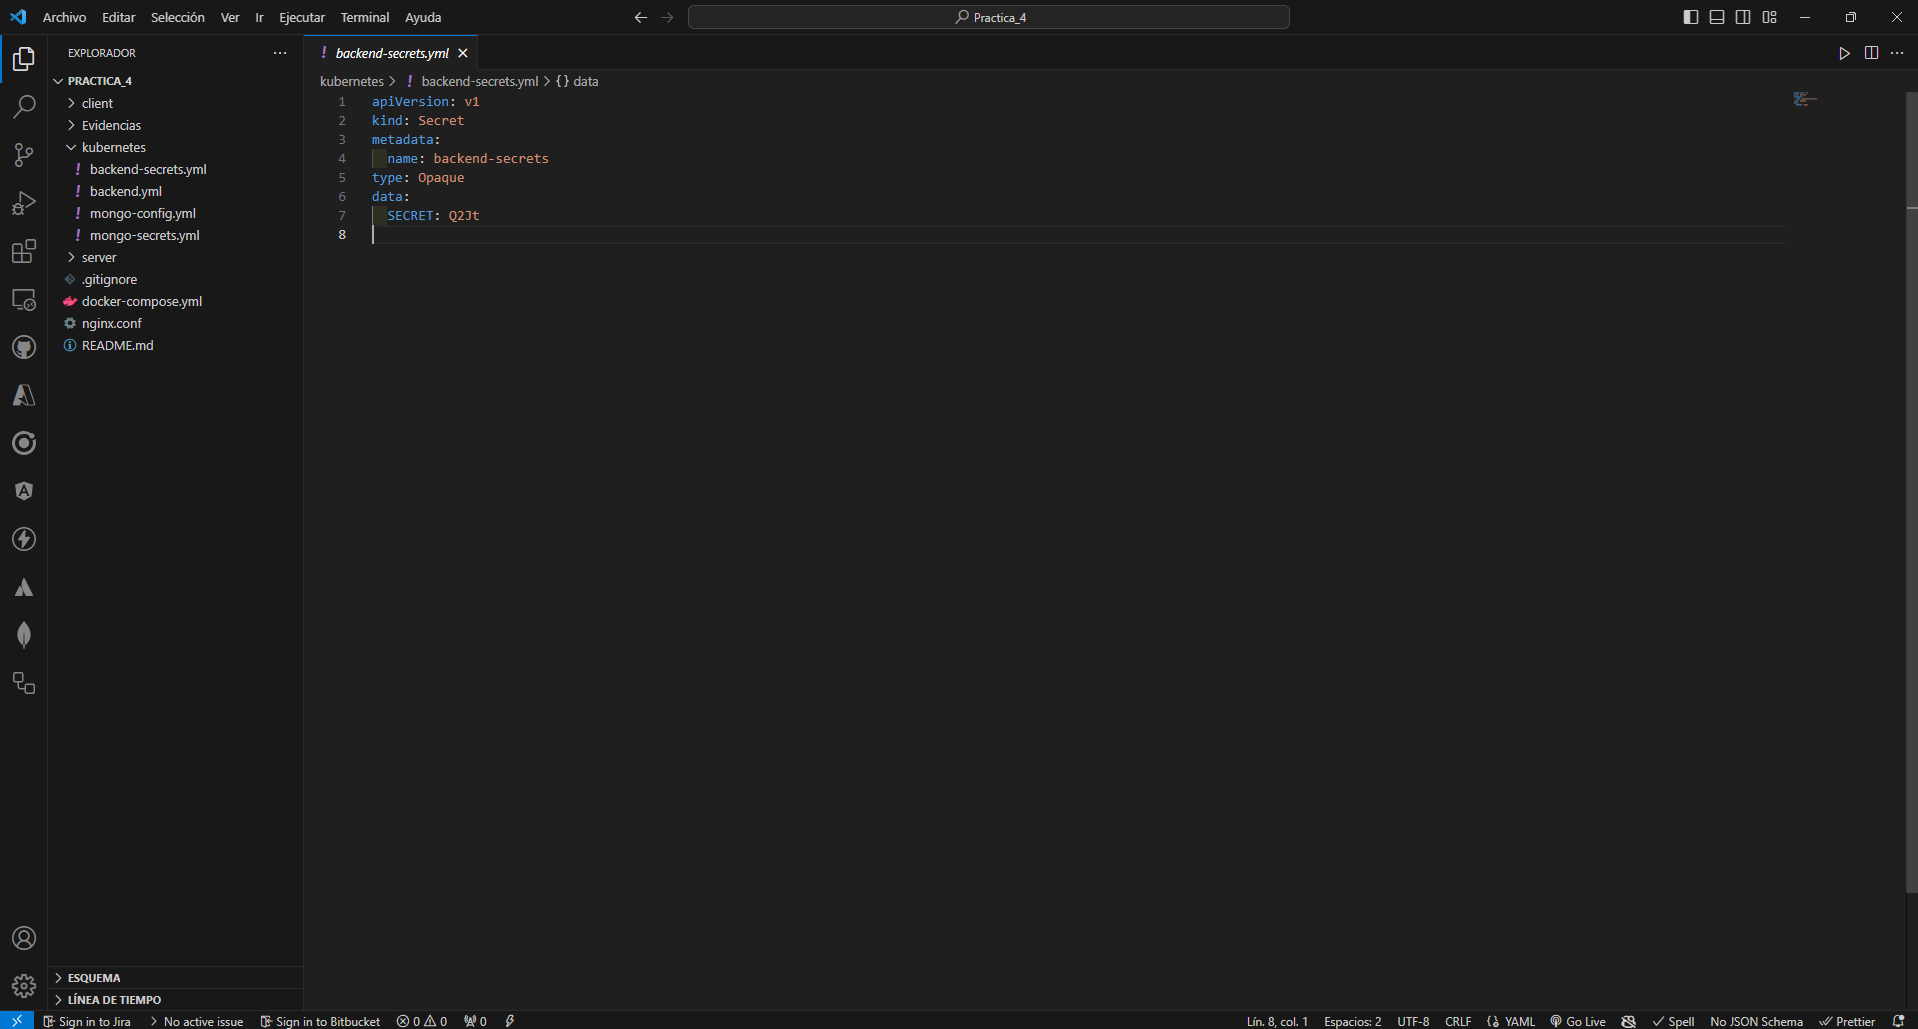 Archivo Editar Selección Ver Ir Ejecutar Terminal Ayuda
Practica_4
EXPLORADOR
PRACTICA_4
client
Evidencias
kubernetes
! backend-secrets.yml
! backend.yml
! mongo-config.yml
! mongo-secrets.yml
server
.gitignore
docker-compose.yml
nginx.conf
README.md
ESQUEMA
LÍNEA DE TIEMPO
! backend-secrets.yml
kubernetes > ! backend-secrets.yml > {} data
1 apiVersion: v1
2 kind: Secret
3 metadata:
4   name: backend-secrets
5 type: Opaque
6 data:
7   SECRET: Q2Jt
8
Sign in to Jira > No active issue Sign in to Bitbucket 0 0 0 Lín. 8, col. 1 Espacios: 2 UTF-8 CRLF YAML Go Live Spell No JSON Schema Prettier